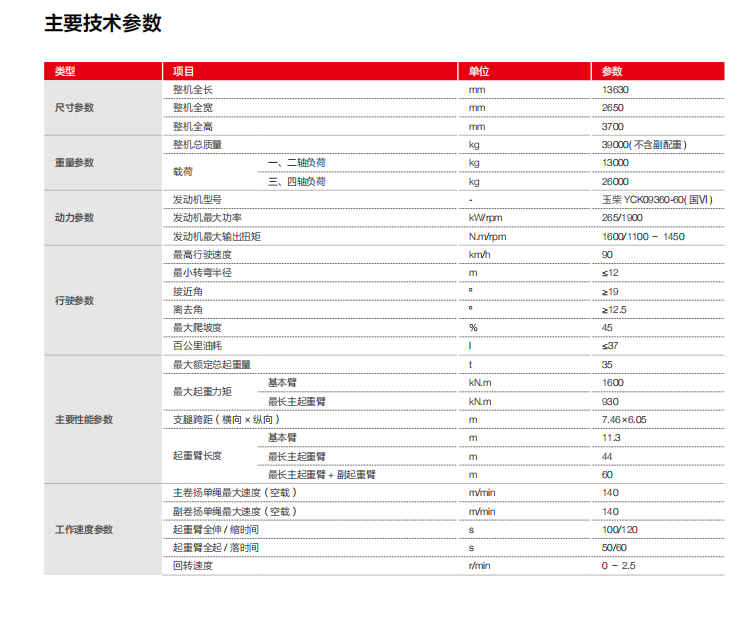 主要技术参数
类型 项目 单位 参数
尺寸参数 整机全长 mm 13630
整机全宽 mm 2650
整机全高 mm 3700
重量参数 整机总质量 kg 39000( 不含副配重 )
载荷 一、二轴负荷 kg 13000
三、四轴负荷 kg 26000
动力参数 发动机型号 - 玉柴 YCK09360-60( 国Ⅵ )
发动机最大功率 kW/rpm 265/1900
发动机最大输出扭矩 N.m/rpm 1600/1100 － 1450
行驶参数 最高行驶速度 km/h 90
最小转弯半径 m ≤12
接近角 ° ≥19
离去角 ° ≥12.5
最大爬坡度 % 45
百公里油耗 l ≤37
主要性能参数 最大额定总起重量 t 35
最大起重力矩 基本臂 kN.m 1600
最长主起重臂 kN.m 930
支腿跨距 ( 横向 × 纵向 ) m 7.46×6.05
起重臂长度 基本臂 m 11.3
最长主起重臂 m 44
最长主起重臂 + 副起重臂 m 60
工作速度参数 主卷扬单绳最大速度 ( 空载 ) m/min 140
副卷扬单绳最大速度 ( 空载 ) m/min 140
起重臂全伸 / 缩时间 s 100/120
起重臂全起 / 落时间 s 50/60
回转速度 r/min 0 － 2.5